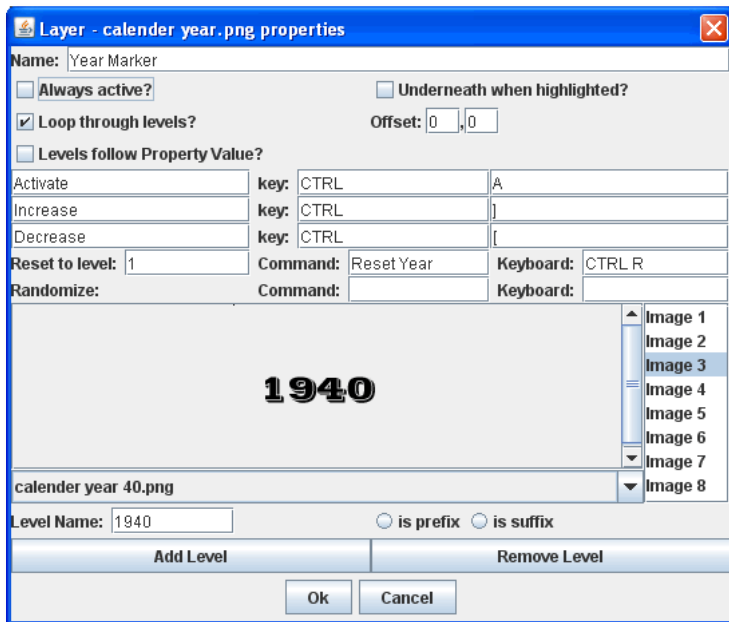 Layer - calender year.png properties
Name: Year Marker
Always active? Underneath when highlighted?
Loop through levels? Offset: 0 ,0
Levels follow Property Value?
Activate key: CTRL A
Increase key: CTRL ]
Decrease key: CTRL [
Reset to level: 1 Command: Reset Year Keyboard: CTRL R
Randomize: Command: Keyboard:
1940
Image 1
Image 2
Image 3
Image 4
Image 5
Image 6
Image 7
Image 8
calender year 40.png
Level Name: 1940 is prefix is suffix
Add Level Remove Level
Ok Cancel